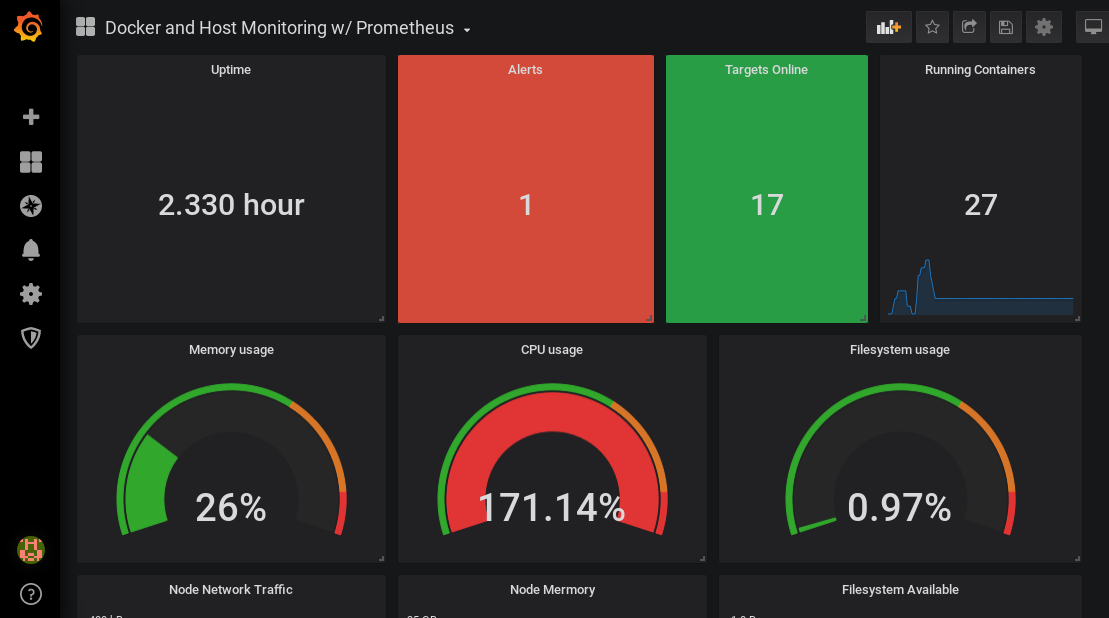 Docker and Host Monitoring w/ Prometheus
Uptime
2.330 hour
Alerts
1
Targets Online
17
Running Containers
27
Memory usage
26%
CPU usage
171.14%
Filesystem usage
0.97%
Node Network Traffic
Node Mermory
Filesystem Available
?